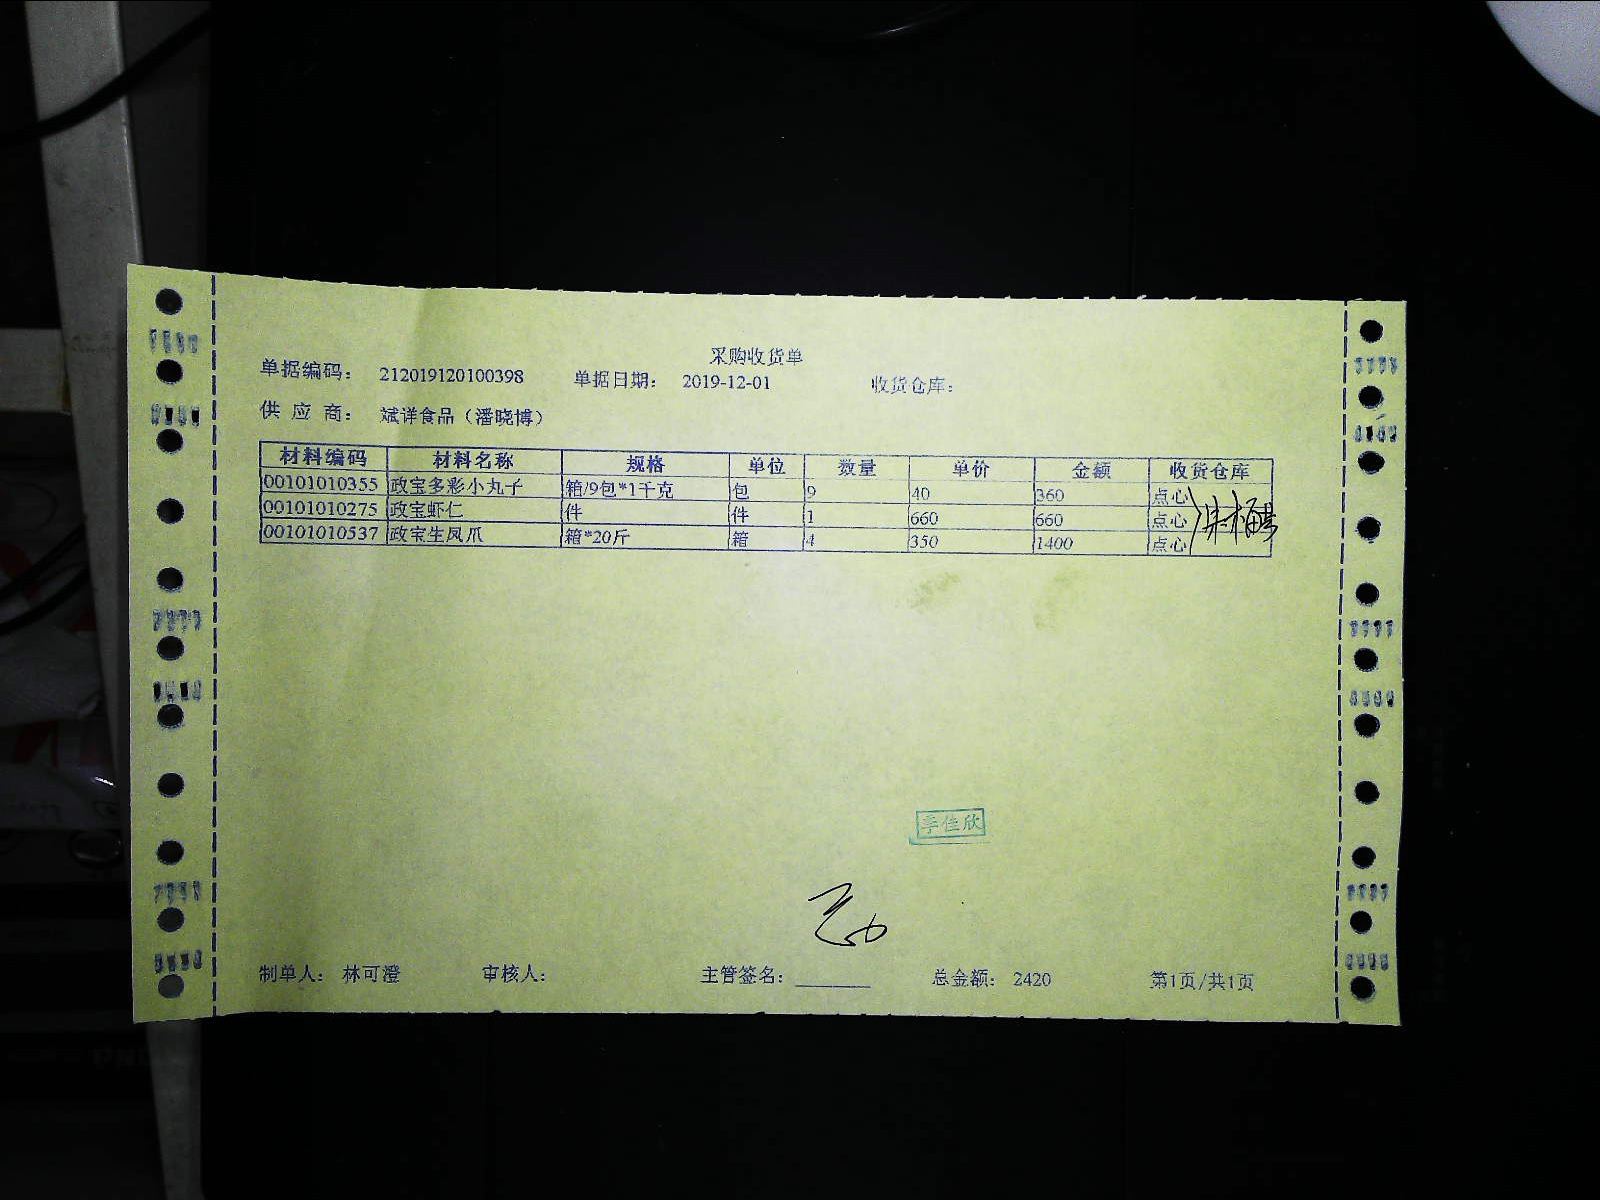 采购收货单
单据编码： 212019120100398 单据日期： 2019-12-01 收货仓库：
供 应 商： 斌详食品（潘晓博）
材料编码 材料名称 规格 单位 数量 单价 金额 收货仓库
00101010355 政宝多彩小丸子 箱/9包*1千克 包 9 40 360 点心
00101010275 政宝虾仁 件 件 1 660 660 点心
00101010537 政宝生凤爪 箱*20斤 箱 4 350 1400 点心
李佳欣
制单人： 林可澄 审核人： 主管签名： 总金额： 2420 第1页/共1页